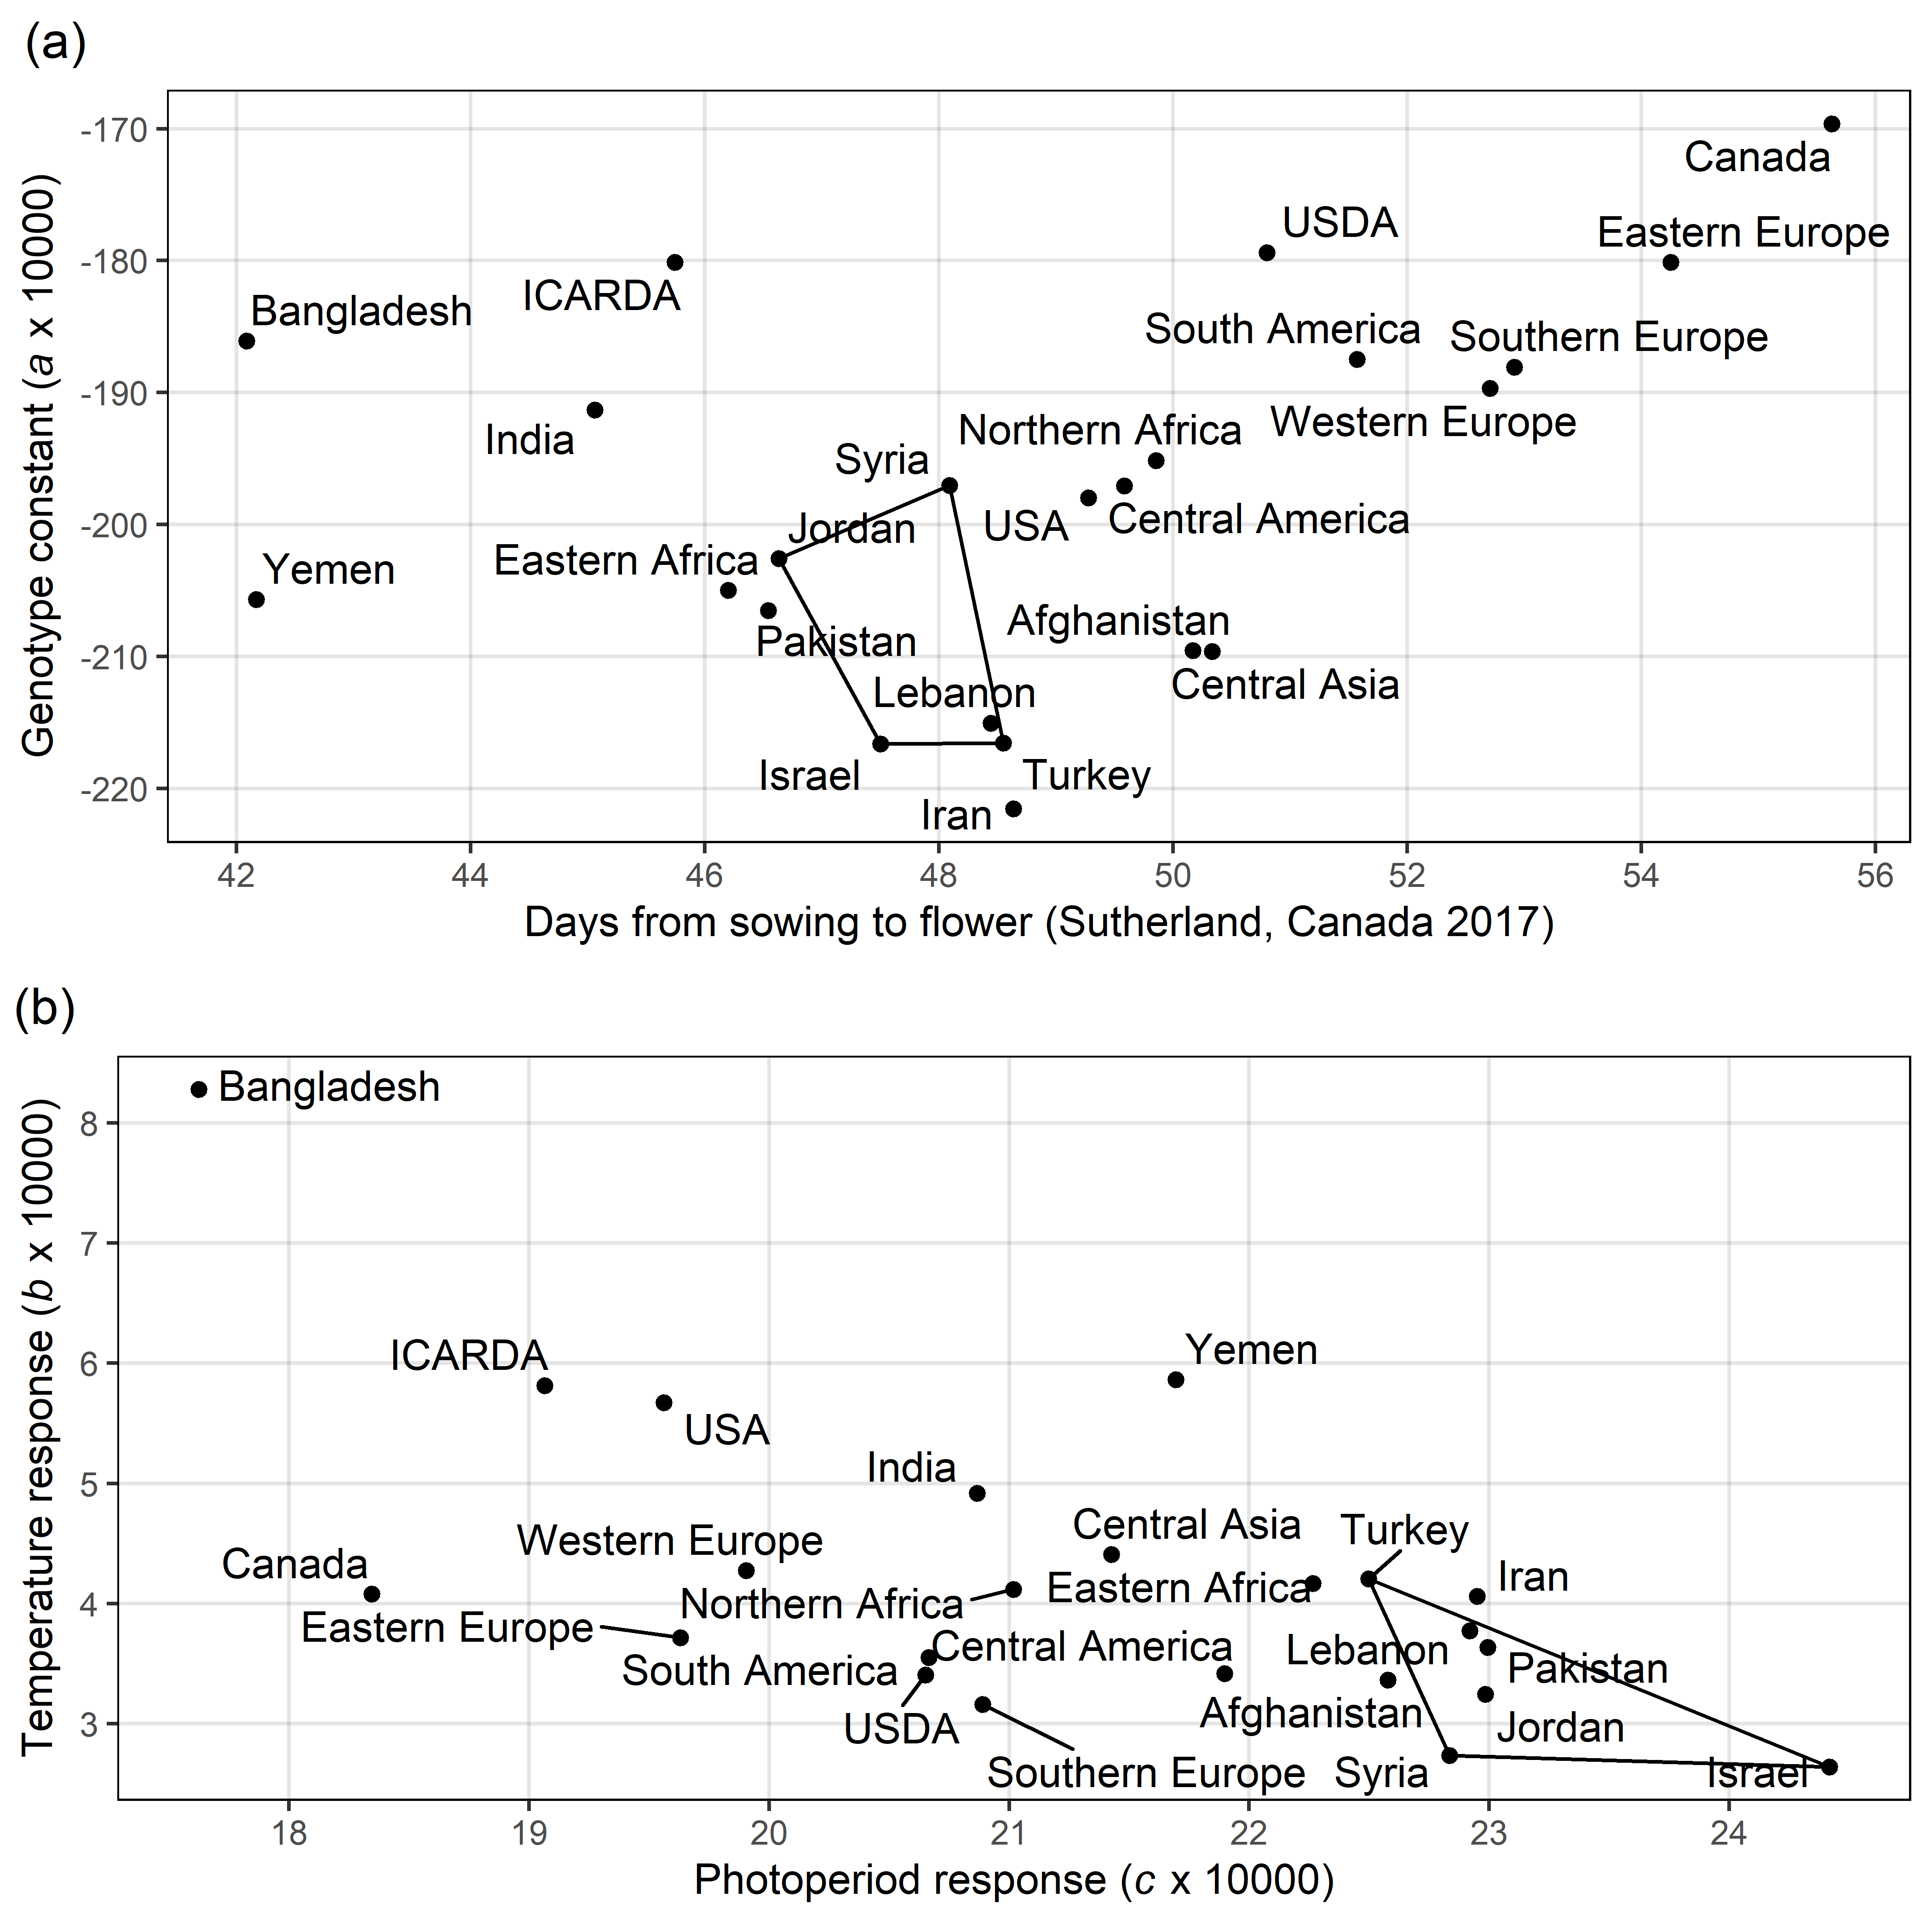 (a)
Genotype constant (a x 10000)
-170
-180
-190
-200
-210
-220
Canada
USDA
Eastern Europe
ICARDA
Bangladesh
South America
Southern Europe
Western Europe
India
Northern Africa
Syria
USA
Central America
Jordan
Eastern Africa
Yemen
Pakistan
Afghanistan
Central Asia
Lebanon
Israel
Turkey
Iran
42 44 46 48 50 52 54 56
Days from sowing to flower (Sutherland, Canada 2017)
(b)
Temperature response (b x 10000)
8
7
6
5
4
3
Bangladesh
ICARDA
Yemen
USA
India
Central Asia
Turkey
Western Europe
Canada
Iran
Eastern Africa
Northern Africa
Eastern Europe
Central America
Lebanon
South America
Pakistan
Afghanistan
USDA
Jordan
Southern Europe
Syria
Israel
18 19 20 21 22 23 24
Photoperiod response (c x 10000)